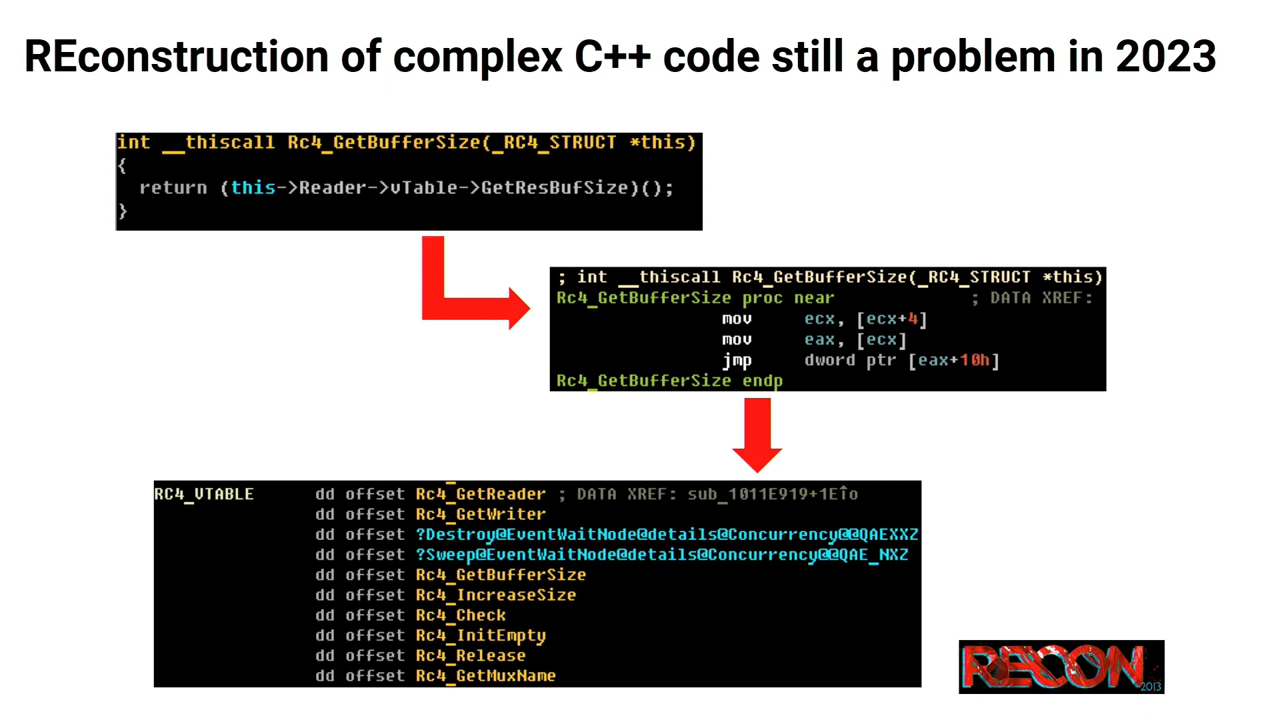 REconstruction of complex C++ code still a problem in 2023
int __thiscall Rc4_GetBufferSize(_RC4_STRUCT *this)
{
return (this->Reader->vTable->GetResBufSize)();
}
; int __thiscall Rc4_GetBufferSize(_RC4_STRUCT *this)
Rc4_GetBufferSize proc near ; DATA XREF:
mov ecx, [ecx+4]
mov eax, [ecx]
jmp dword ptr [eax+10h]
Rc4_GetBufferSize endp
RC4_VTABLE dd offset Rc4_GetReader ; DATA XREF: sub_1011E919+1E↑o
dd offset Rc4_GetWriter
dd offset ?Destroy@EventWaitNode@details@Concurrency@@QAEXXZ
dd offset ?Sweep@EventWaitNode@details@Concurrency@@QAE_NXZ
dd offset Rc4_GetBufferSize
dd offset Rc4_IncreaseSize
dd offset Rc4_Check
dd offset Rc4_InitEmpty
dd offset Rc4_Release
dd offset Rc4_GetMuxName
RECON
2013